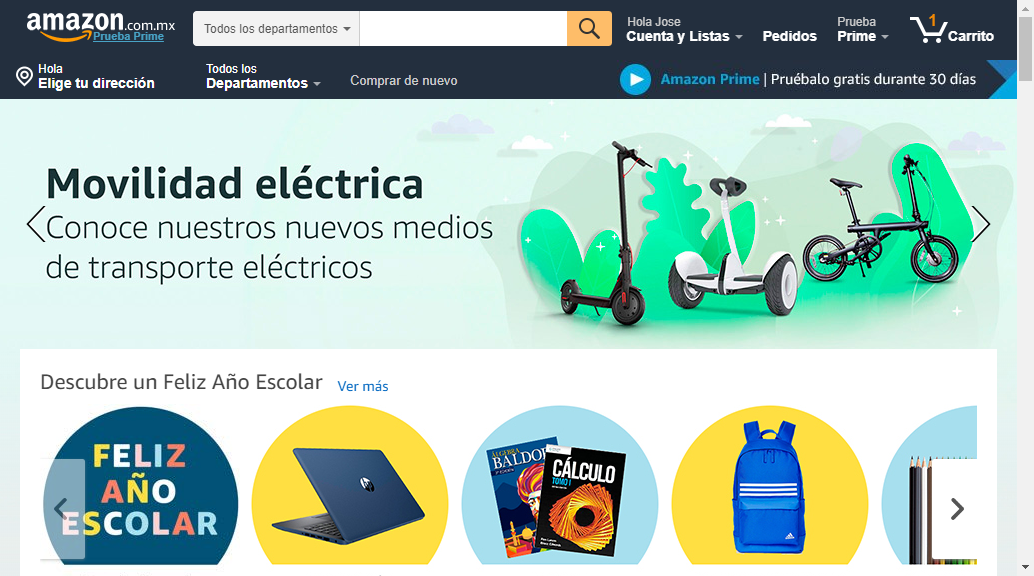 amazon.com.mx
Prueba Prime
Todos los departamentos
Hola Jose
Cuenta y Listas
Pedidos
Prueba
Prime
1
Carrito
Hola
Elige tu dirección
Todos los
Departamentos
Comprar de nuevo
Amazon Prime | Pruébalo gratis durante 30 días
Movilidad eléctrica
Conoce nuestros nuevos medios
de transporte eléctricos
Descubre un Feliz Año Escolar
Ver más
FELIZ
AÑO
ESCOLAR
hp
ÁLGEBRA
BALDOR
CÁLCULO
TOMO I
adidas